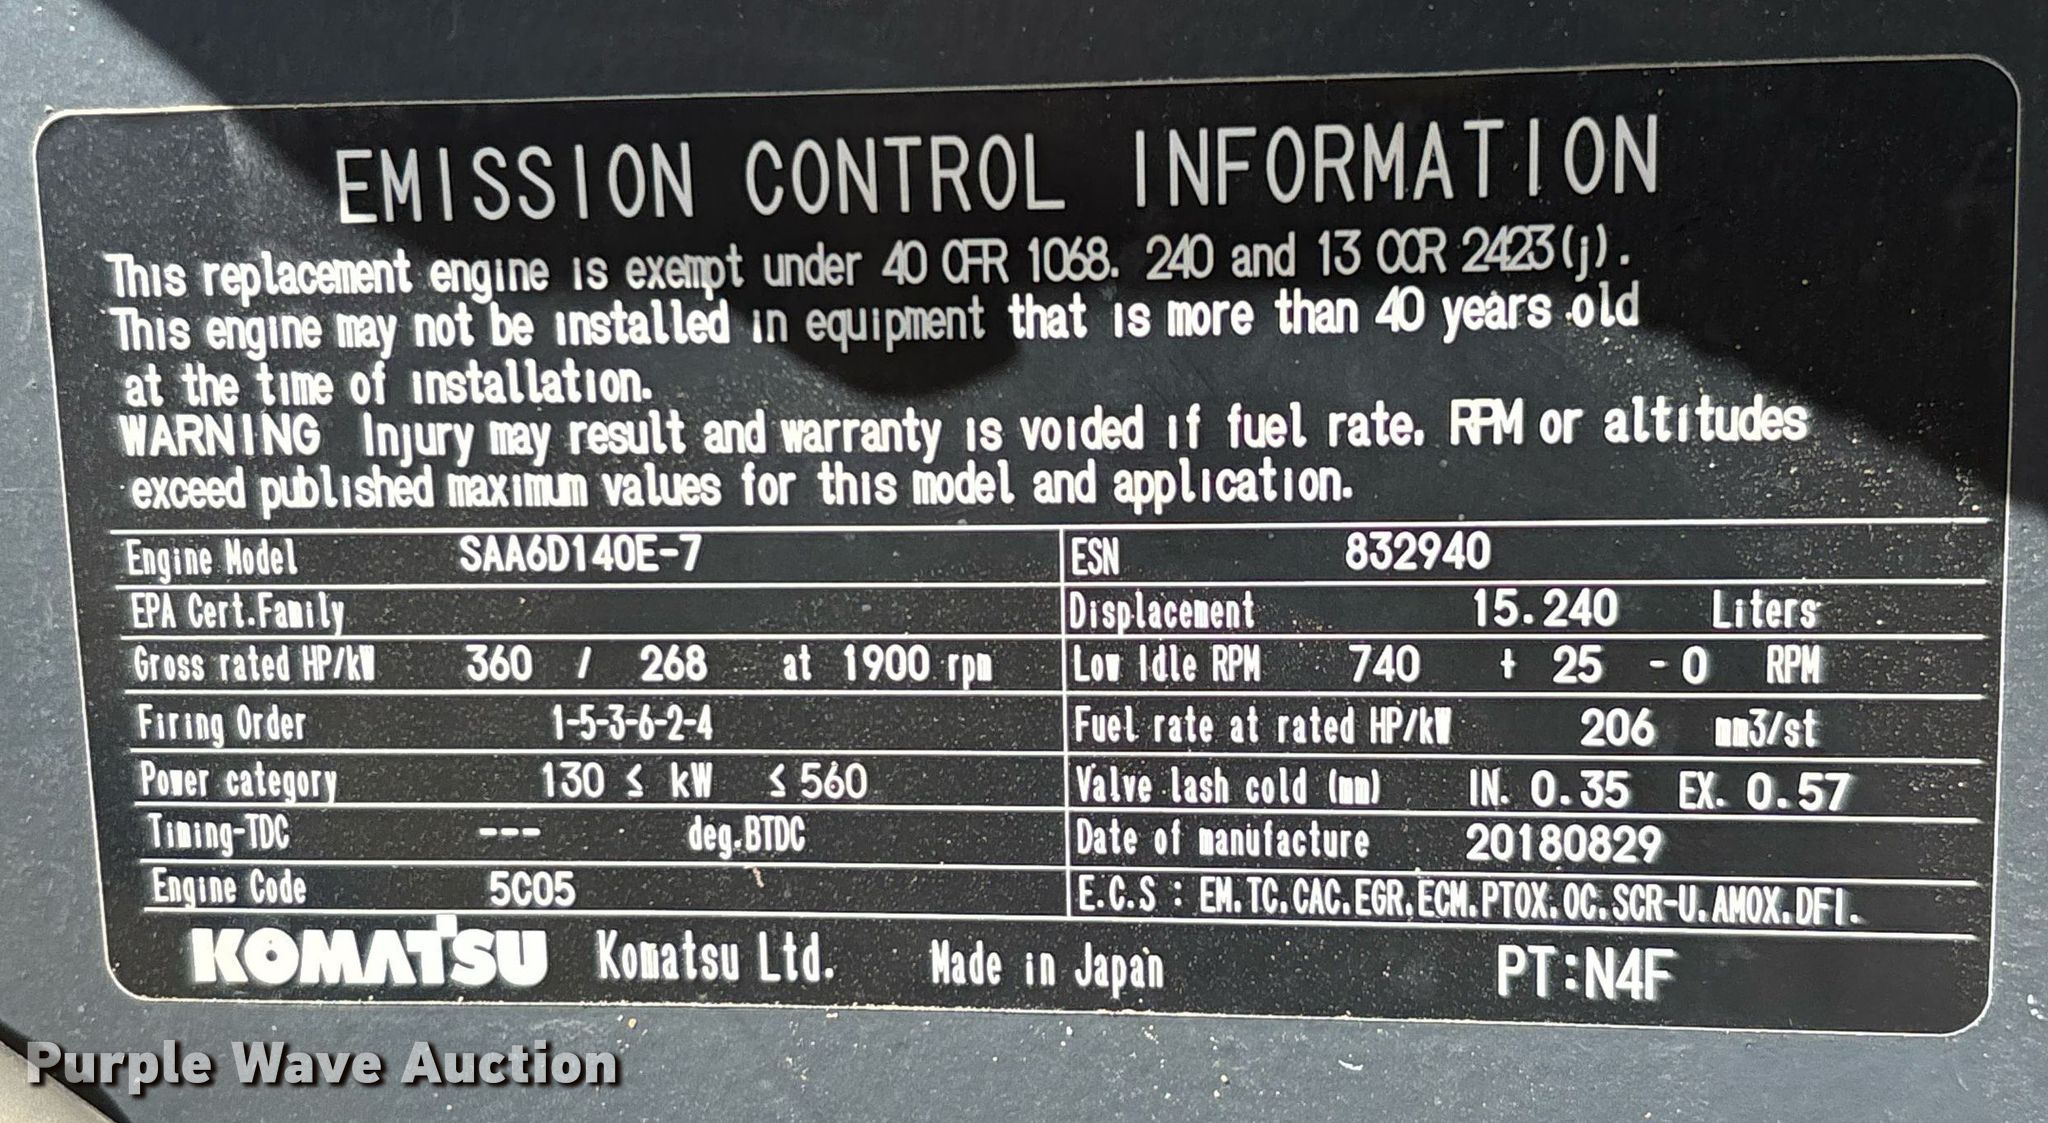 EMISSION CONTROL INFORMATION
This replacement engine is exempt under 40 CFR 1068. 240 and 13 CCR 2423(j).
This engine may not be installed in equipment that is more than 40 years old
at the time of installation.
WARNING Injury may result and warranty is voided if fuel rate. RPM or altitudes
exceed published maximum values for this model and application.
Engine Model SAA6D140E-7 ESN 832940
EPA Cert.Family Displacement 15.240 Liters
Gross rated HP/kW 360 / 268 at 1900 rpm Low Idle RPM 740 + 25 - 0 RPM
Firing Order 1-5-3-6-2-4 Fuel rate at rated HP/kW 206 mm3/st
Power category 130 ≤ kW ≤ 560 Valve lash cold (mm) IN. 0.35 EX. 0.57
Timing-TDC --- deg.BTDC Date of manufacture 20180829
Engine Code 5C05 E.C.S : EM.TC.CAC.EGR.ECM.PTOX.OC.SCR-U.AMOX.DFI.
KOMATSU Komatsu Ltd. Made in Japan PT:N4F
Purple Wave Auction